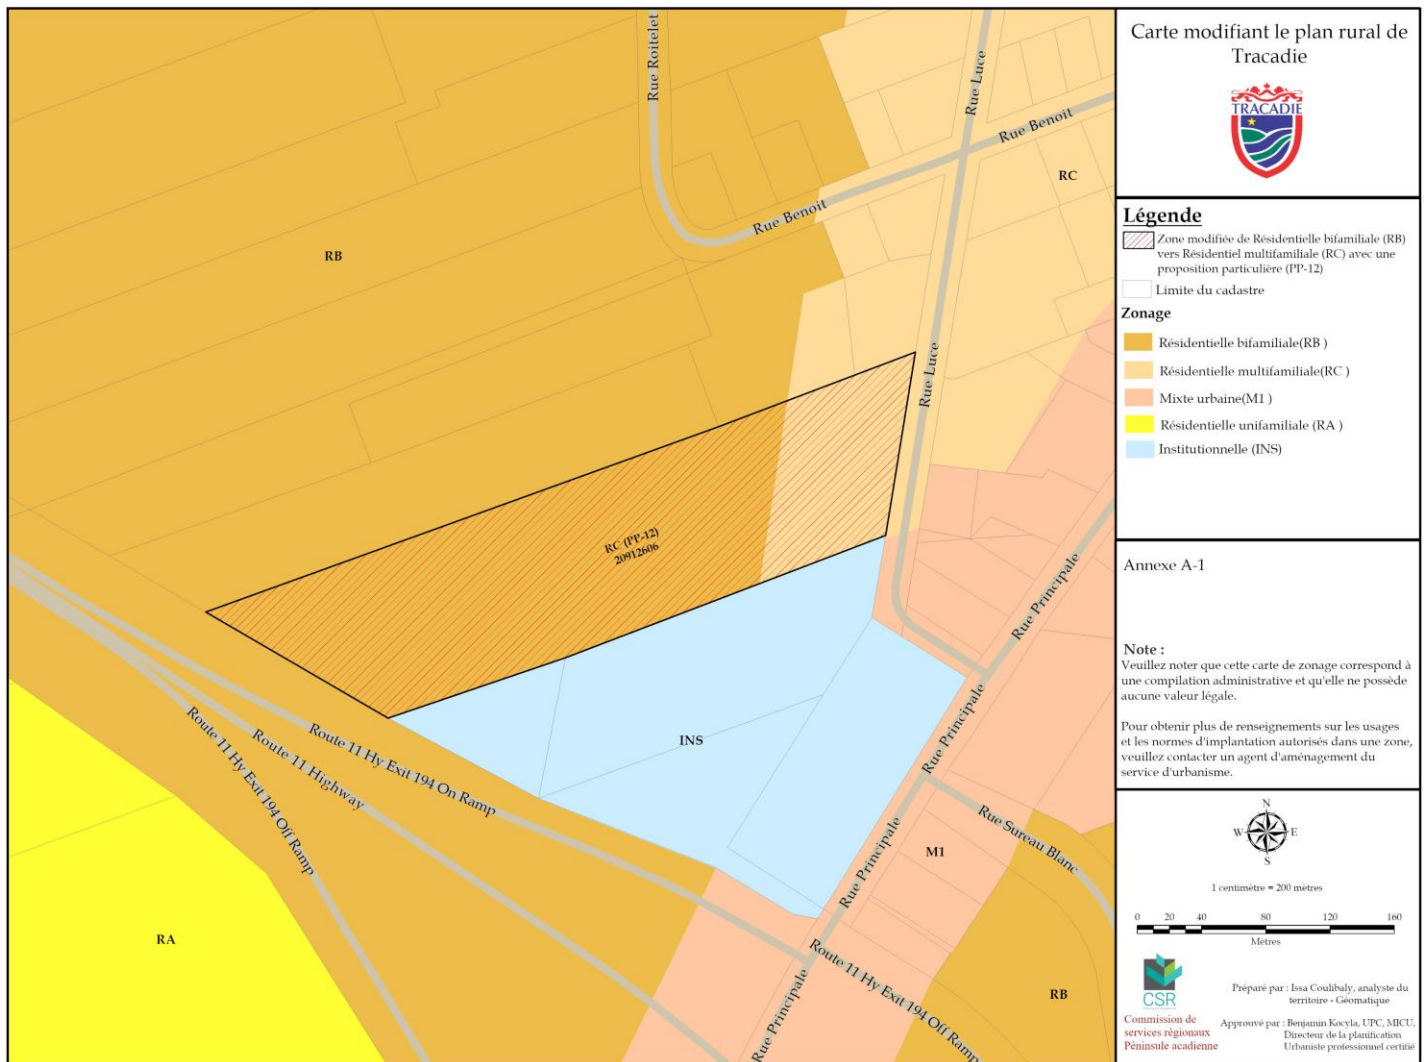 Carte modifiant le plan rural de
Tracadie
TRACADIE
Légende
Zone modifiée de Résidentielle bifamiliale (RB)
vers Résidentiel multifamiliale (RC) avec une
proposition particulière (PP-12)
Limite du cadastre
Zonage
Résidentielle bifamiliale(RB )
Résidentielle multifamiliale(RC )
Mixte urbaine(M1 )
Résidentielle unifamiliale (RA )
Institutionnelle (INS)
Annexe A-1
Note :
Veuillez noter que cette carte de zonage correspond à
une compilation administrative et qu'elle ne possède
aucune valeur légale.
Pour obtenir plus de renseignements sur les usages
et les normes d'implantation autorisés dans une zone,
veuillez contacter un agent d'aménagement du
service d'urbanisme.
N
W
E
S
1 centimètre = 200 mètres
0 20 40 80 120 160
Mètres
CSR
Commission de
services régionaux
Péninsule acadienne
Préparé par : Issa Coulibaly, analyste du
territoire - Géomatique
Approuvé par : Benjamin Kocyla, UPC, MICU,
Directeur de la planification
Urbaniste professionnel certifié
Rue Roitelet
Rue Luce
Rue Benoit
RC
Rue Benoit
RB
Rue Luce
RC (PP-12)
20912606
Rue Principale
Rue Principale
INS
Route 11 Hy Exit 194 On Ramp
Route 11 Highway
Route 11 Hy Exit 194 Off Ramp
Rue Sureau Blanc
M1
Rue Principale
RA
Route 11 Hy Exit 194 Off Ramp
RB
Rue Principale